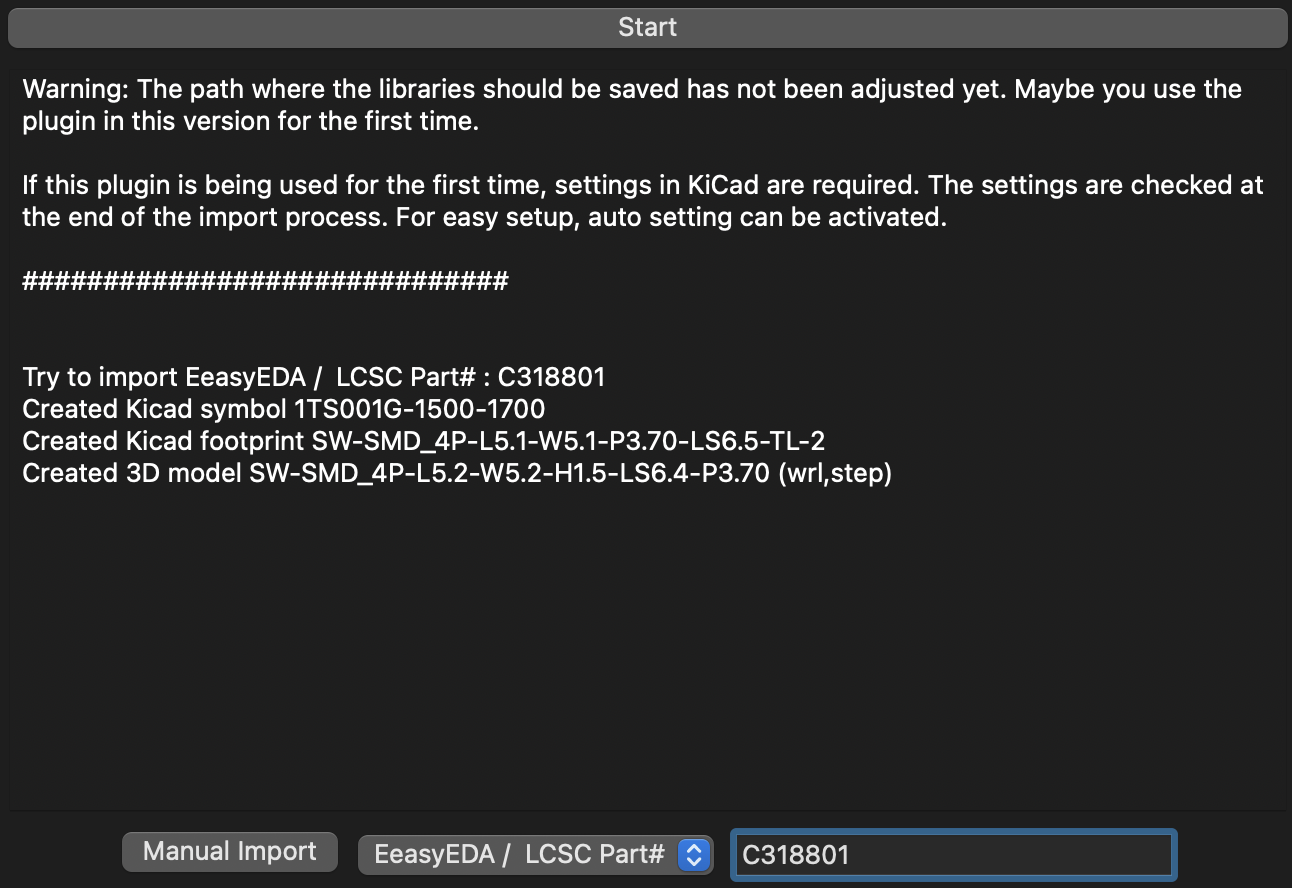 Start
Warning: The path where the libraries should be saved has not been adjusted yet. Maybe you use the
plugin in this version for the first time.
If this plugin is being used for the first time, settings in KiCad are required. The settings are checked at
the end of the import process. For easy setup, auto setting can be activated.
##############################
Try to import EeasyEDA /  LCSC Part# : C318801
Created Kicad symbol 1TS001G-1500-1700
Created Kicad footprint SW-SMD_4P-L5.1-W5.1-P3.70-LS6.5-TL-2
Created 3D model SW-SMD_4P-L5.2-W5.2-H1.5-LS6.4-P3.70 (wrl,step)
Manual Import EeasyEDA /  LCSC Part# C318801